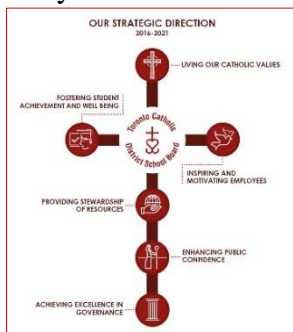 OUR STRATEGIC DIRECTION
2016-2021
LIVING OUR CATHOLIC VALUES
FOSTERING STUDENT
ACHIEVEMENT AND WELL BEING
Toronto Catholic
District School Board
INSPIRING AND
MOTIVATING EMPLOYEES
PROVIDING STEWARDSHIP
OF RESOURCES
ENHANCING PUBLIC
CONFIDENCE
ACHIEVING EXCELLENCE IN
GOVERNANCE